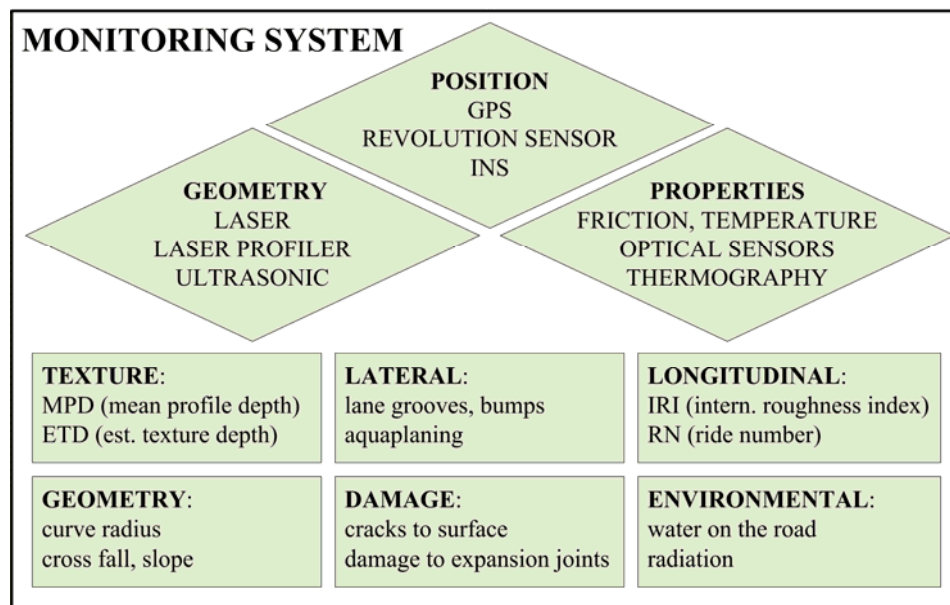 MONITORING SYSTEM
POSITION
GPS
REVOLUTION SENSOR
INS
GEOMETRY
LASER
LASER PROFILER
ULTRASONIC
PROPERTIES
FRICTION, TEMPERATURE
OPTICAL SENSORS
THERMOGRAPHY
TEXTURE:
MPD (mean profile depth)
ETD (est. texture depth)
LATERAL:
lane grooves, bumps
aquaplaning
LONGITUDINAL:
IRI (intern. roughness index)
RN (ride number)
GEOMETRY:
curve radius
cross fall, slope
DAMAGE:
cracks to surface
damage to expansion joints
ENVIRONMENTAL:
water on the road
radiation